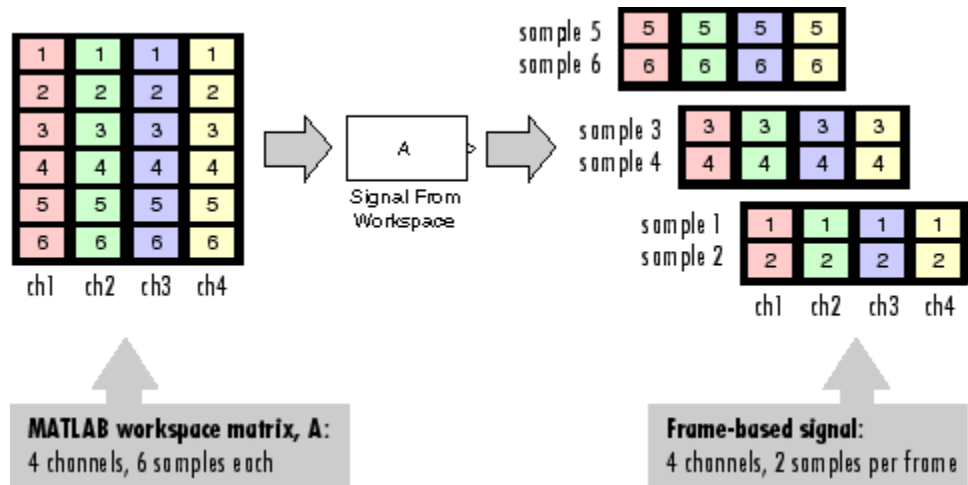 1 1 1 1
2 2 2 2
3 3 3 3
4 4 4 4
5 5 5 5
6 6 6 6
ch1 ch2 ch3 ch4
A
Signal From
Workspace
sample 5 5 5 5 5
sample 6 6 6 6 6
sample 3 3 3 3 3
sample 4 4 4 4 4
sample 1 1 1 1 1
sample 2 2 2 2 2
ch1 ch2 ch3 ch4
MATLAB workspace matrix, A:
4 channels, 6 samples each
Frame-based signal:
4 channels, 2 samples per frame